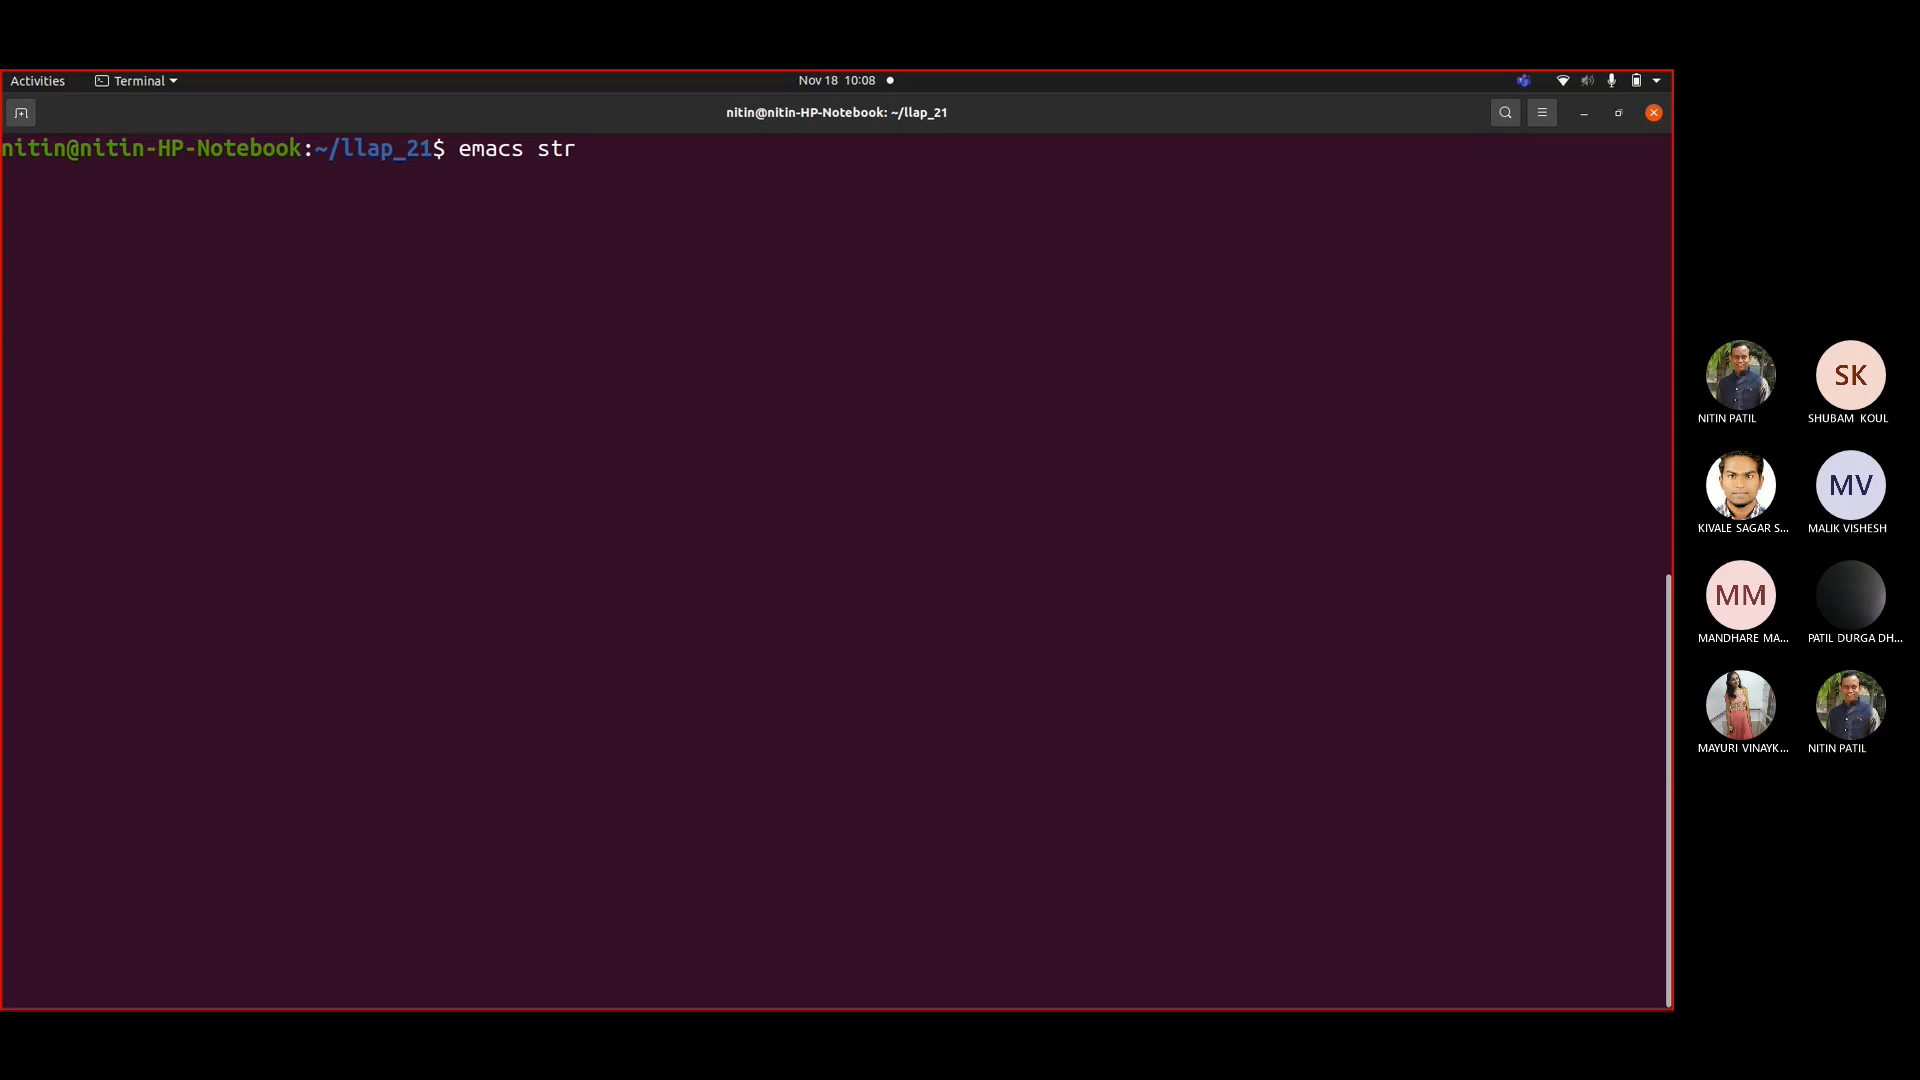 Activities Terminal Nov 18 10:08
nitin@nitin-HP-Notebook: ~/llap_21
nitin@nitin-HP-Notebook:~/llap_21$ emacs str
NITIN PATIL
SK
SHUBAM KOUL
KIVALE SAGAR S...
MV
MALIK VISHESH
MM
MANDHARE MA...
PATIL DURGA DH...
MAYURI VINAYK...
NITIN PATIL